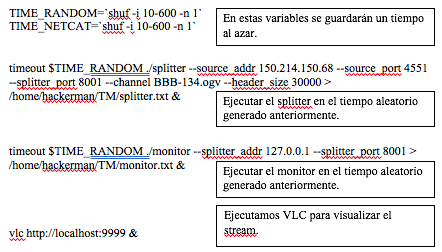 TIME_RANDOM=`shuf -i 10-600 -n 1`
TIME_NETCAT=`shuf -i 10-600 -n 1`
En estas variables se guardarán un tiempo
al azar.
timeout $TIME_RANDOM ./splitter --source_addr 150.214.150.68 --source_port 4551
--splitter_port 8001 --channel BBB-134.ogv --header_size 30000 >
/home/hackerman/TM/splitter.txt &
Ejecutar el splitter en el tiempo aleatorio
generado anteriormente.
timeout $TIME_RANDOM ./monitor --splitter_addr 127.0.0.1 --splitter_port 8001 >
/home/hackerman/TM/monitor.txt &
Ejecutar el monitor en el tiempo aleatorio
generado anteriormente.
Ejecutamos VLC para visualizar el
stream.
vlc http://localhost:9999 &